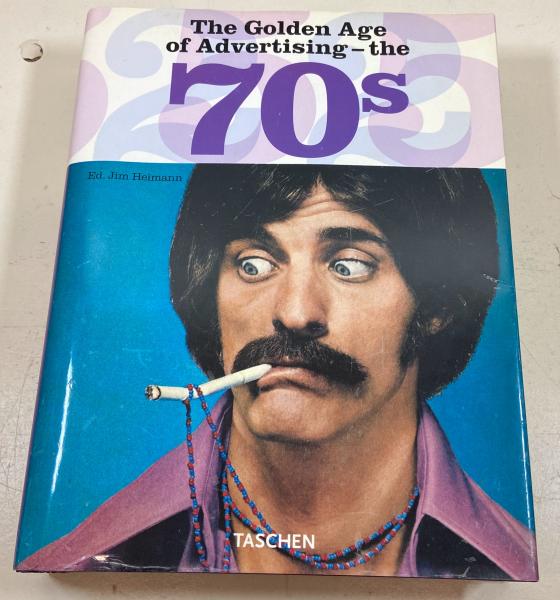 The Golden Age
of Advertising – the
70s
Ed. Jim Heimann
TASCHEN